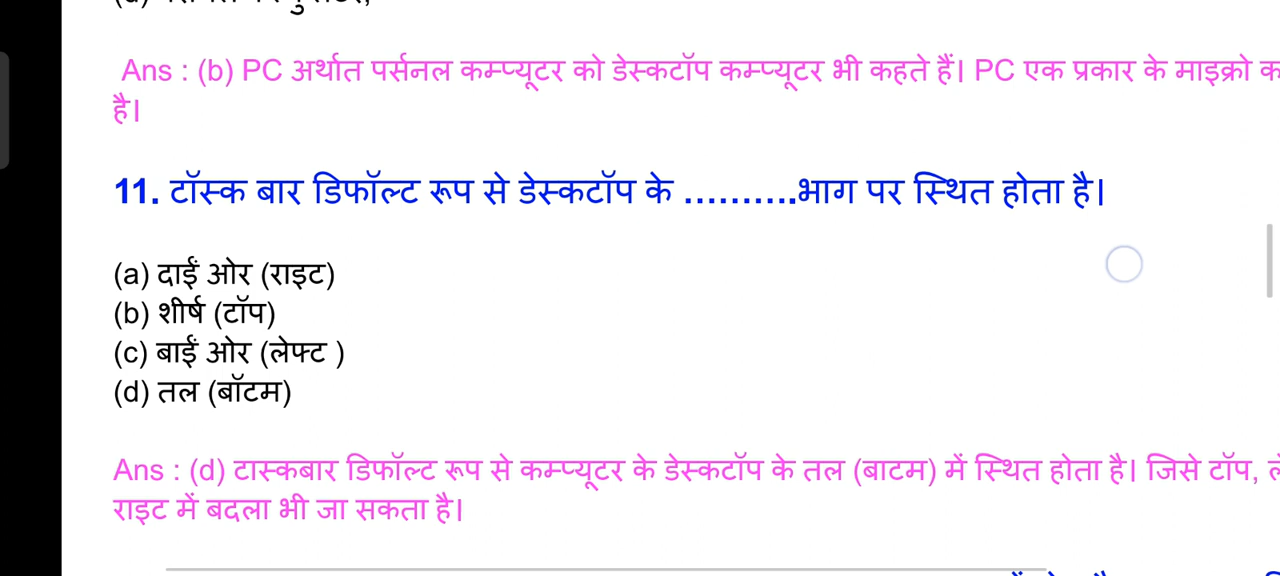 Ans : (b) PC अर्थात पर्सनल कम्प्यूटर को डेस्कटॉप कम्प्यूटर भी कहते हैं। PC एक प्रकार के माइक्रो
है।
11. टॉस्क बार डिफॉल्ट रूप से डेस्कटॉप के ..........भाग पर स्थित होता है।
(a) दाईं ओर (राइट)
(b) शीर्ष (टॉप)
(c) बाईं ओर (लेफ्ट )
(d) तल (बॉटम)
Ans : (d) टास्कबार डिफॉल्ट रूप से कम्प्यूटर के डेस्कटॉप के तल (बाटम) में स्थित होता है। जिसे टॉप,
राइट में बदला भी जा सकता है।